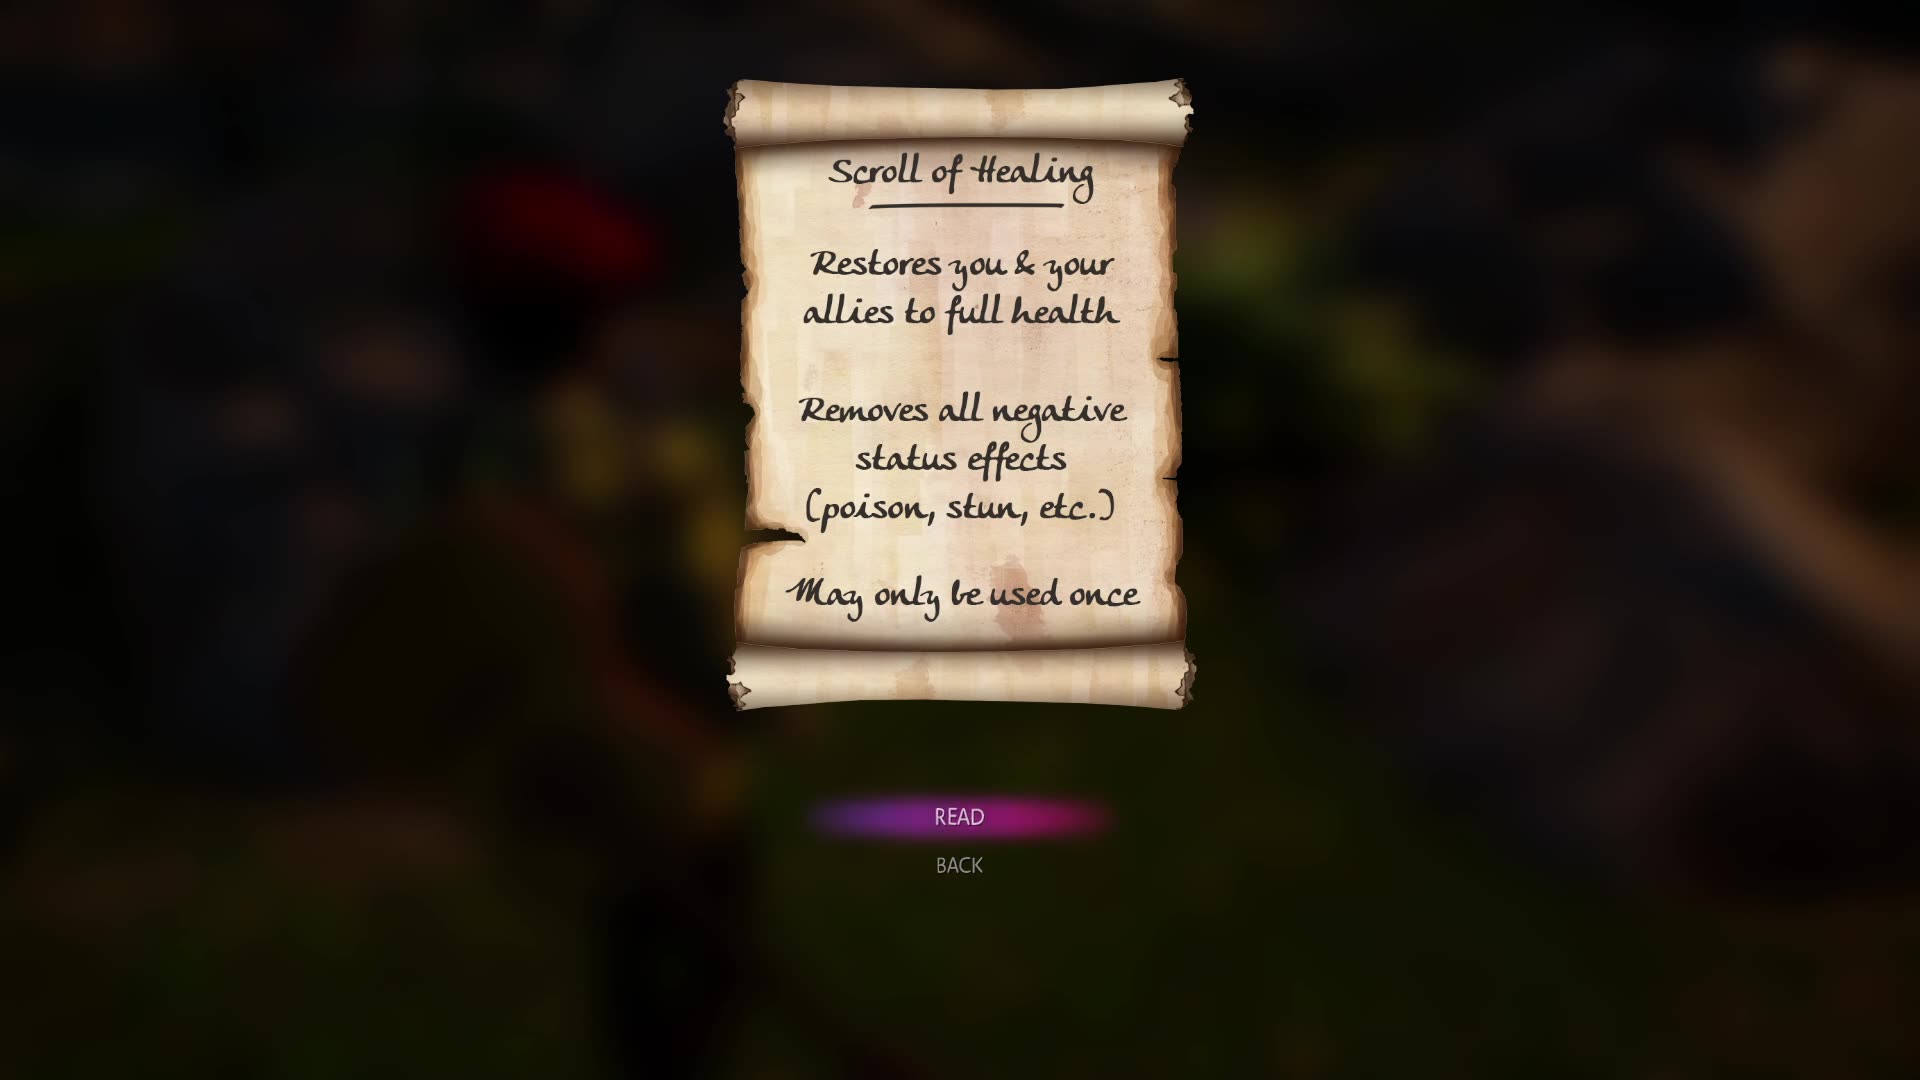 Scroll of Healing
Restores you & your
allies to full health
Removes all negative
status effects
(poison, stun, etc.)
May only be used once
READ
BACK